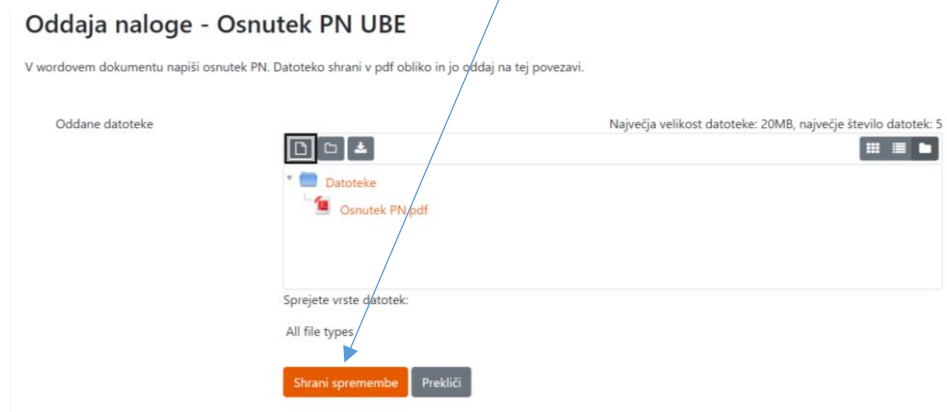 Oddaja naloge - Osnutek PN UBE
V wordovem dokumentu napiši osnutek PN. Datoteko shrani v pdf obliko in jo oddaj na tej povezavi.
Oddane datoteke
Največja velikost datoteke: 20MB, največje število datotek: 5
Datoteke
Osnutek PN.pdf
Sprejete vrste datotek:
All file types
Shrani spremembe
Prekliči